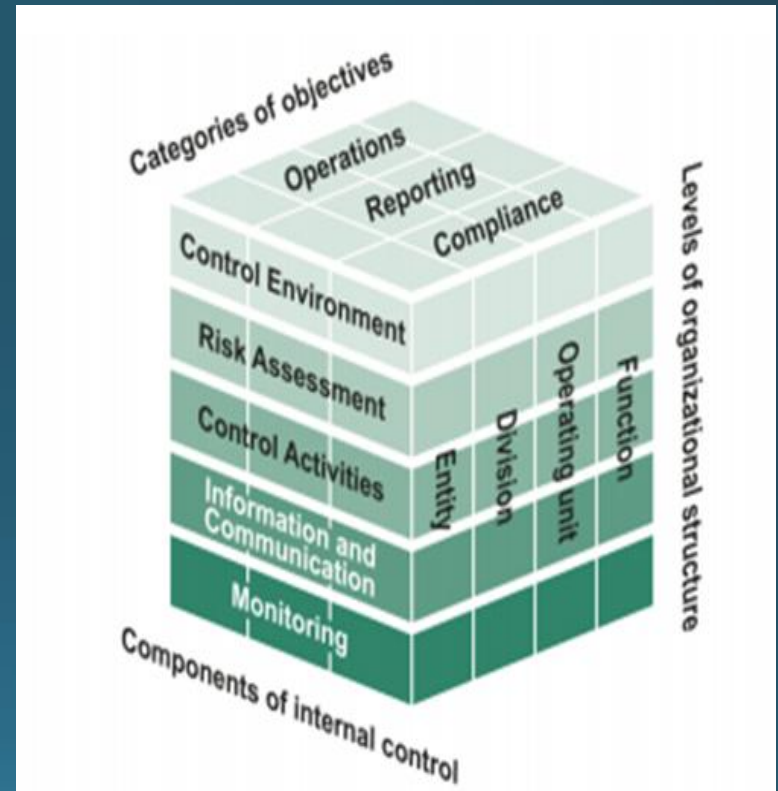 Categories of objectives
Operations
Reporting
Compliance
Control Environment
Risk Assessment
Control Activities
Information and
Communication
Monitoring
Components of internal control
Entity
Division
Operating unit
Function
Levels of organizational structure